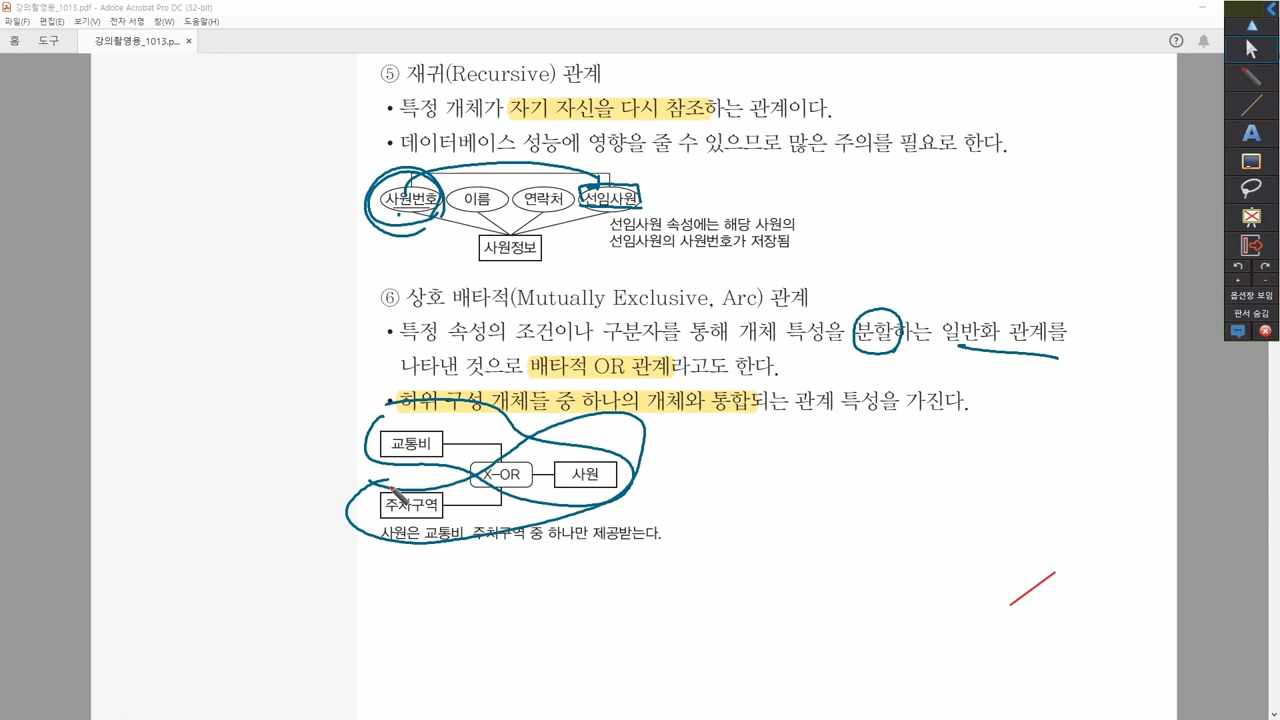 강의촬영용_1013.pdf - Adobe Acrobat Pro DC (32-bit)
파일(F) 편집(E) 보기(V) 전자 서명 창(W) 도움말(H)
홈 도구 강의촬영용_1013.p... ×
⑤ 재귀(Recursive) 관계
• 특정 개체가 자기 자신을 다시 참조하는 관계이다.
• 데이터베이스 성능에 영향을 줄 수 있으므로 많은 주의를 필요로 한다.
사원번호 이름 연락처 선임사원
선임사원 속성에는 해당 사원의
선임사원의 사원번호가 저장됨
사원정보
⑥ 상호 배타적(Mutually Exclusive, Arc) 관계
• 특정 속성의 조건이나 구분자를 통해 개체 특성을 분할하는 일반화 관계를
나타낸 것으로 배타적 OR 관계라고도 한다.
• 하위 구성 개체들 중 하나의 개체와 통합되는 관계 특성을 가진다.
교통비
X-OR 사원
주차구역
사원은 교통비, 주차구역 중 하나만 제공받는다.
옵션장 보임
판서 숨김